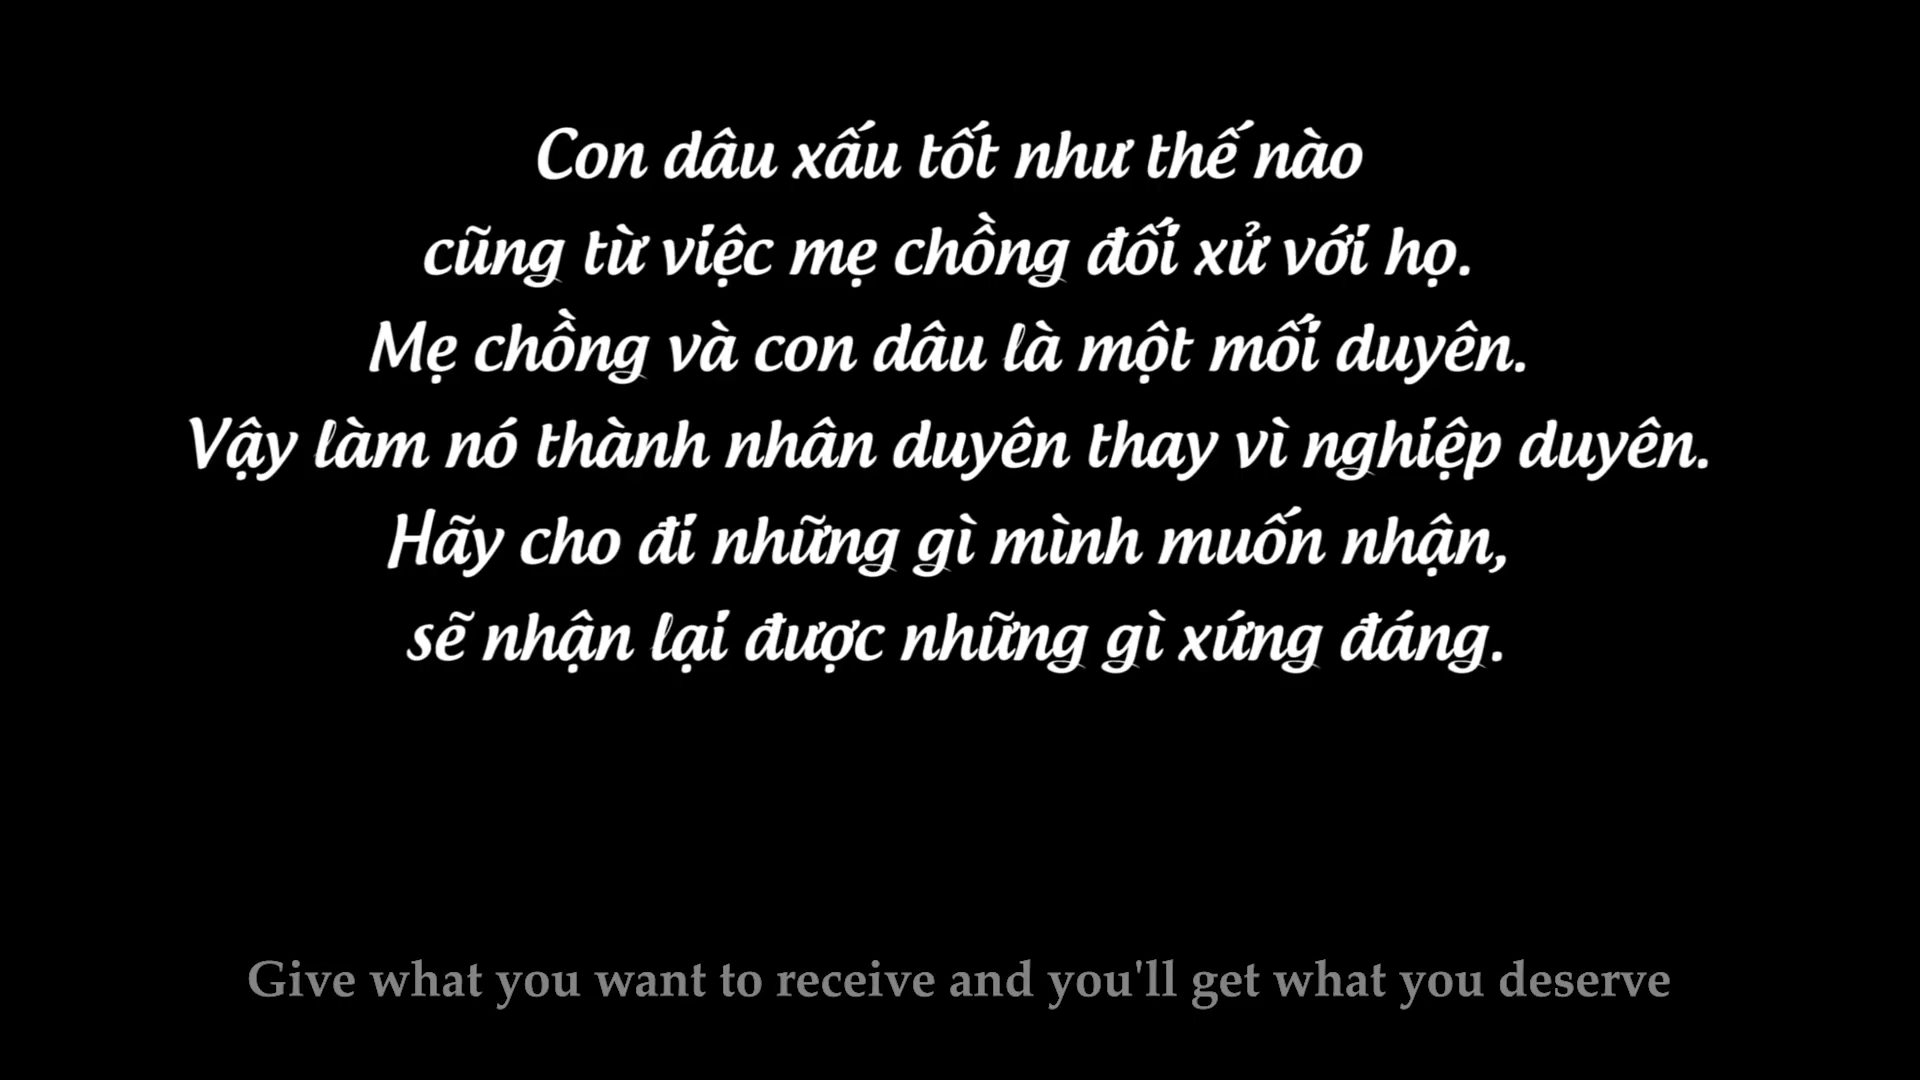 Con dâu xấu tốt như thế nào
cũng từ việc mẹ chồng đối xử với họ.
Mẹ chồng và con dâu là một mối duyên.
Vậy làm nó thành nhân duyên thay vì nghiệp duyên.
Hãy cho đi những gì mình muốn nhận,
sẽ nhận lại được những gì xứng đáng.
Give what you want to receive and you'll get what you deserve